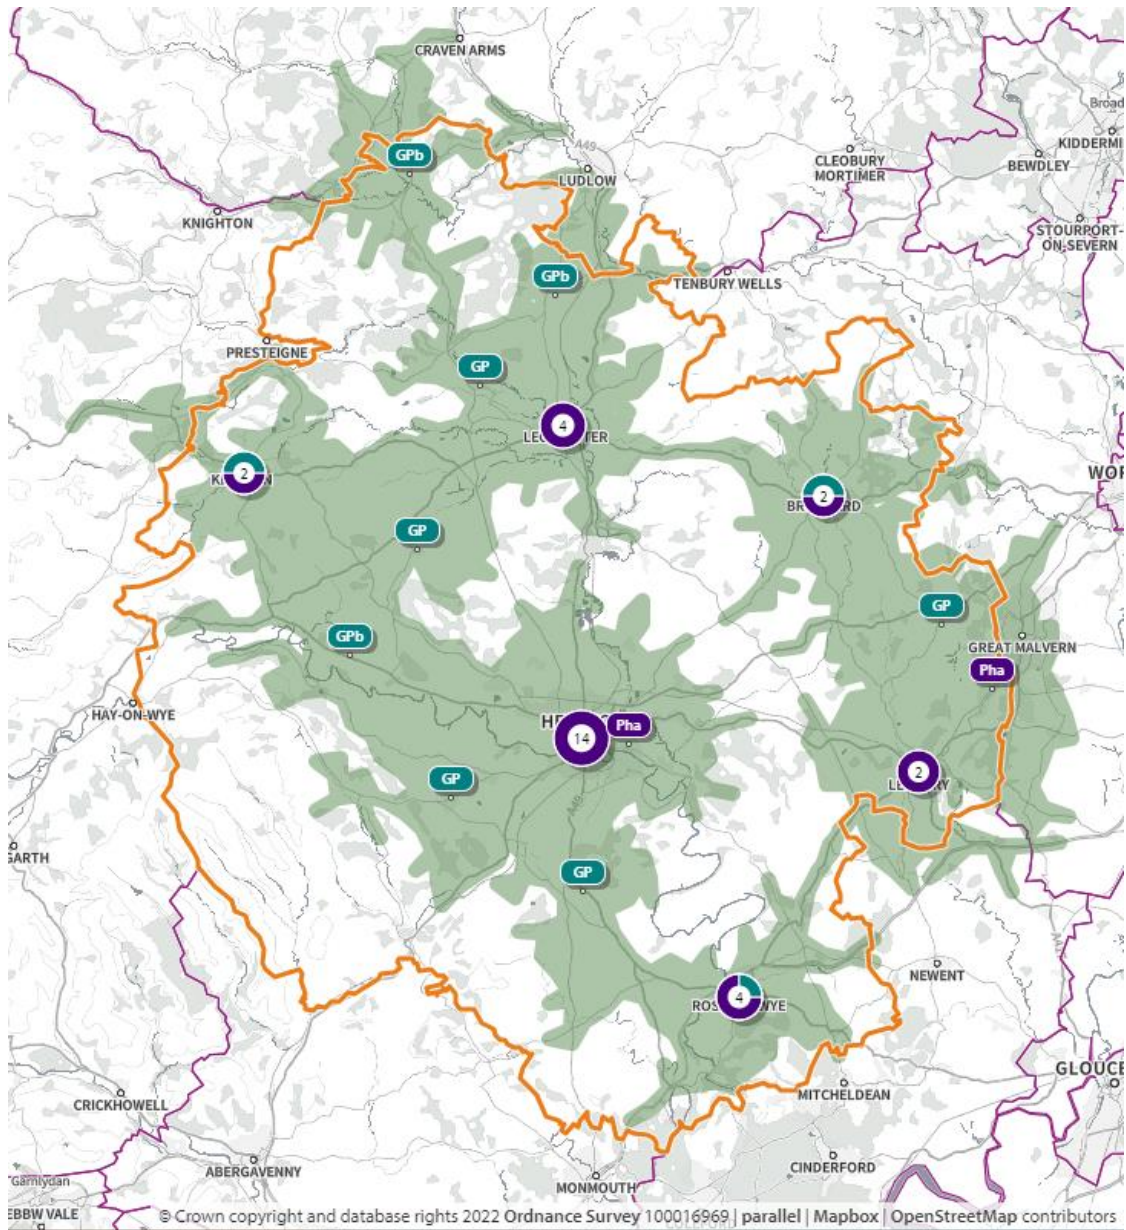 CRAVEN ARMS
Broad
KIDDERMI
GPb
A49
CLEOBURY
MORTIMER
BEWDLEY
LUDLOW
KNIGHTON
STOURPORT-
ON-SEVERN
GPb
TENBURY WELLS
PRESTEIGNE
GP
4
2
WOR
2
GP
GP
GPb
GREAT MALVERN
Pha
HAY-ON-WYE
Pha
14
GP
2
GARTH
GP
NEWENT
4
GLOUCE
MITCHELDEAN
CRICKHOWELL
CINDERFORD
ABERGAVENNY
Garnlydan
MONMOUTH
EBBW VALE
© Crown copyright and database rights 2022 Ordnance Survey 100016969 | parallel | Mapbox | OpenStreetMap contributors